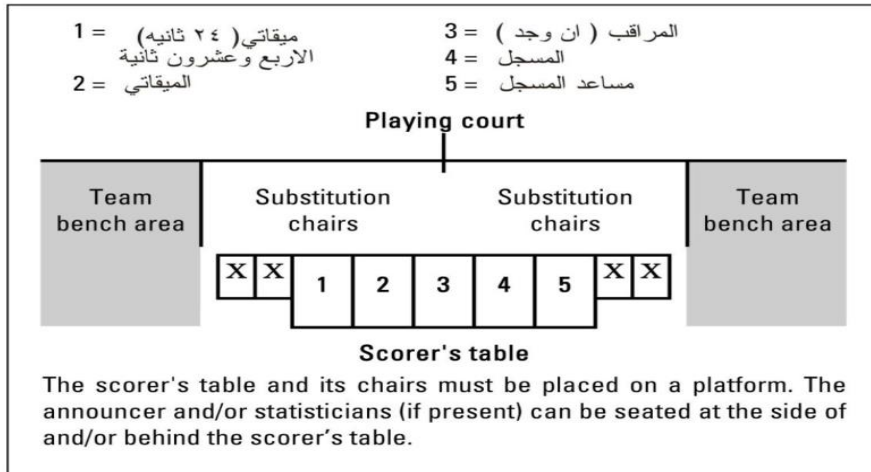 1 = ميقاتي( ٢٤ ثانيه)
الاربع وعشرون ثانية
2 = الميقاتي
3 = المراقب ( ان وجد )
4 = المسجل
5 = مساعد المسجل
Playing court
Team
bench area
Substitution
chairs
Substitution
chairs
Team
bench area
X X 1 2 3 4 5 X X
Scorer's table
The scorer's table and its chairs must be placed on a platform. The
announcer and/or statisticians (if present) can be seated at the side of
and/or behind the scorer's table.